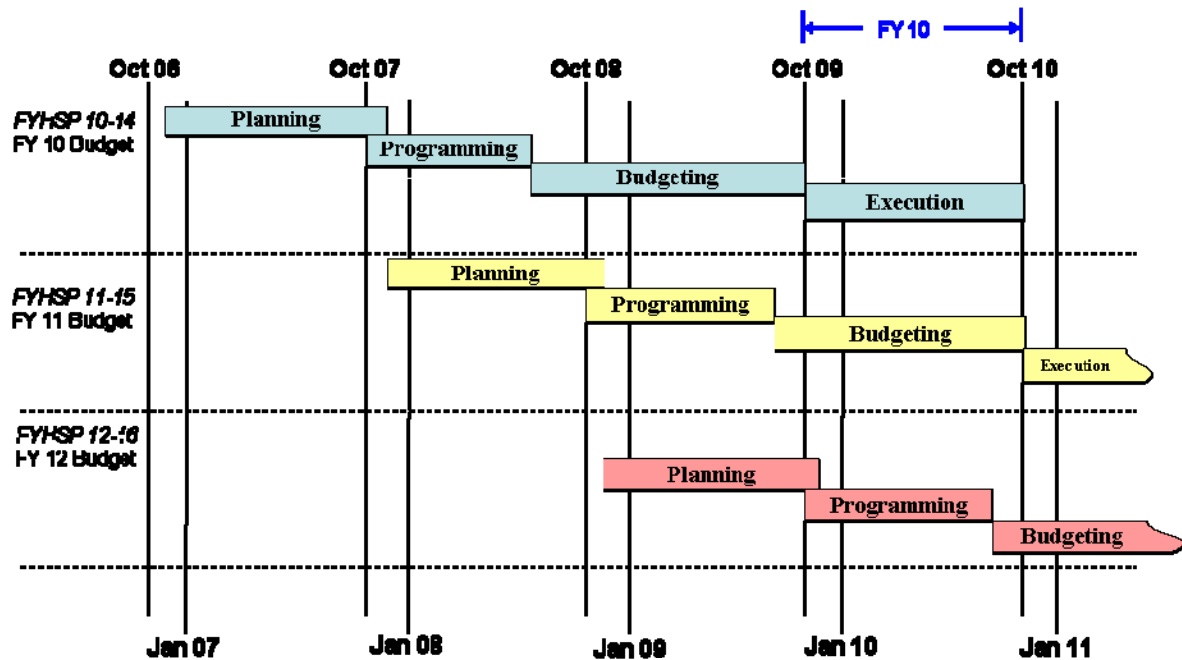 FY 10
Oct 06
Oct 07
Oct 08
Oct 09
Oct 10
FYHSP 10-14
FY 10 Budget
Planning
Programming
Budgeting
Execution
FYHSP 11-15
FY 11 Budget
Planning
Programming
Budgeting
Execution
FYHSP 12-16
FY 12 Budget
Planning
Programming
Budgeting
Jan 07
Jan 08
Jan 09
Jan 10
Jan 11